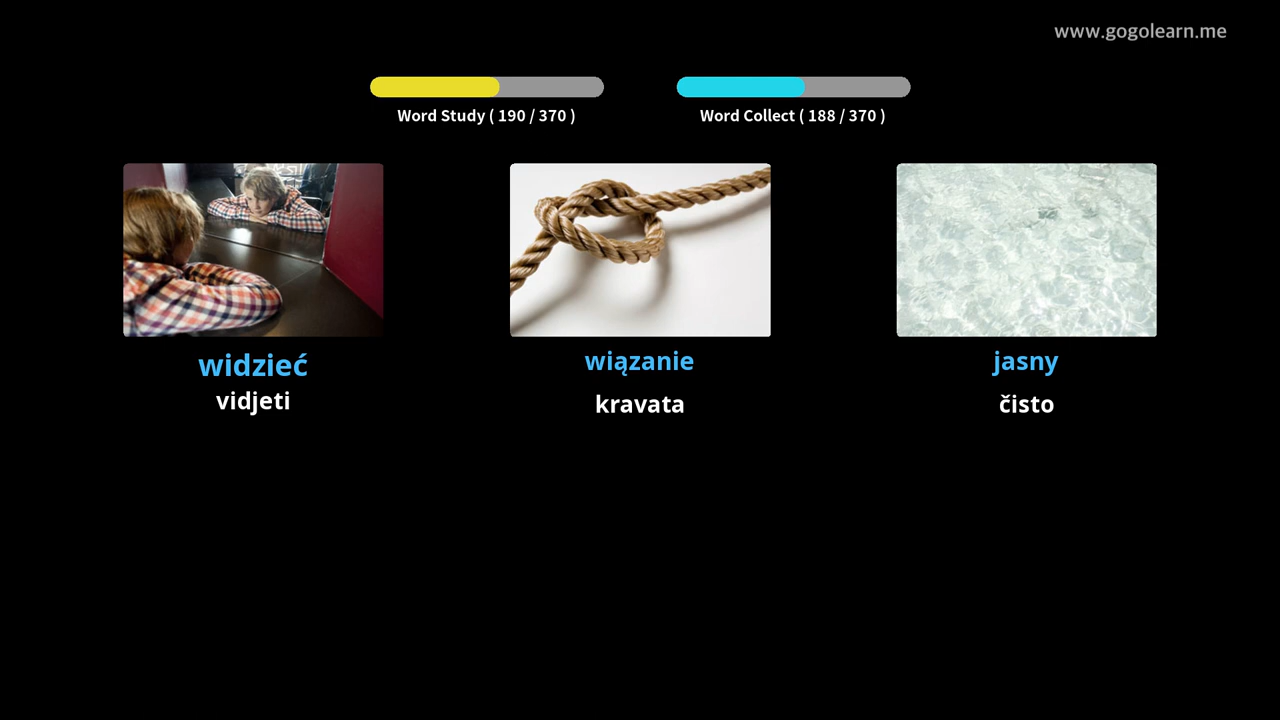 www.gogolearn.me
Word Study ( 190 / 370 )
Word Collect ( 188 / 370 )
widzieć
vidjeti
wiązanie
kravata
jasny
čisto